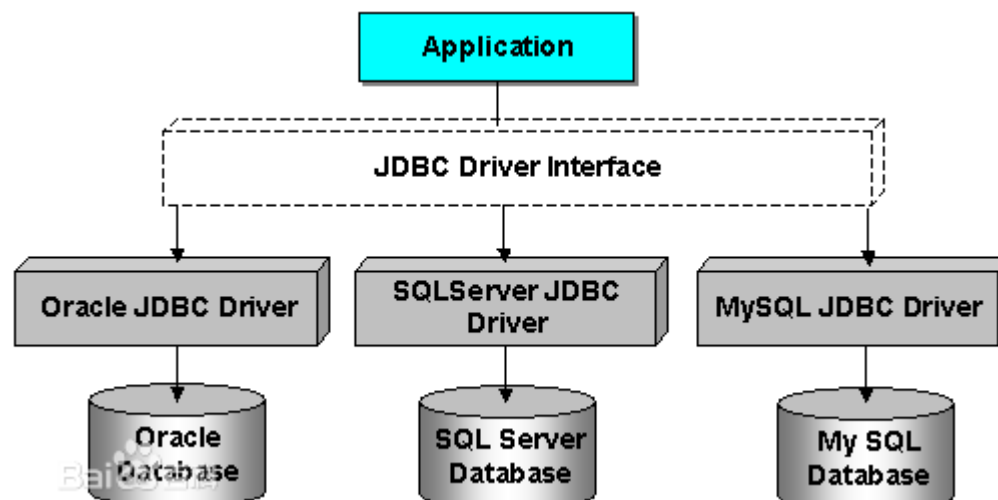 Application
JDBC Driver Interface
Oracle JDBC Driver
SQLServer JDBC
Driver
MySQL JDBC Driver
Oracle
Database
SQL Server
Database
My SQL
Database
Bai